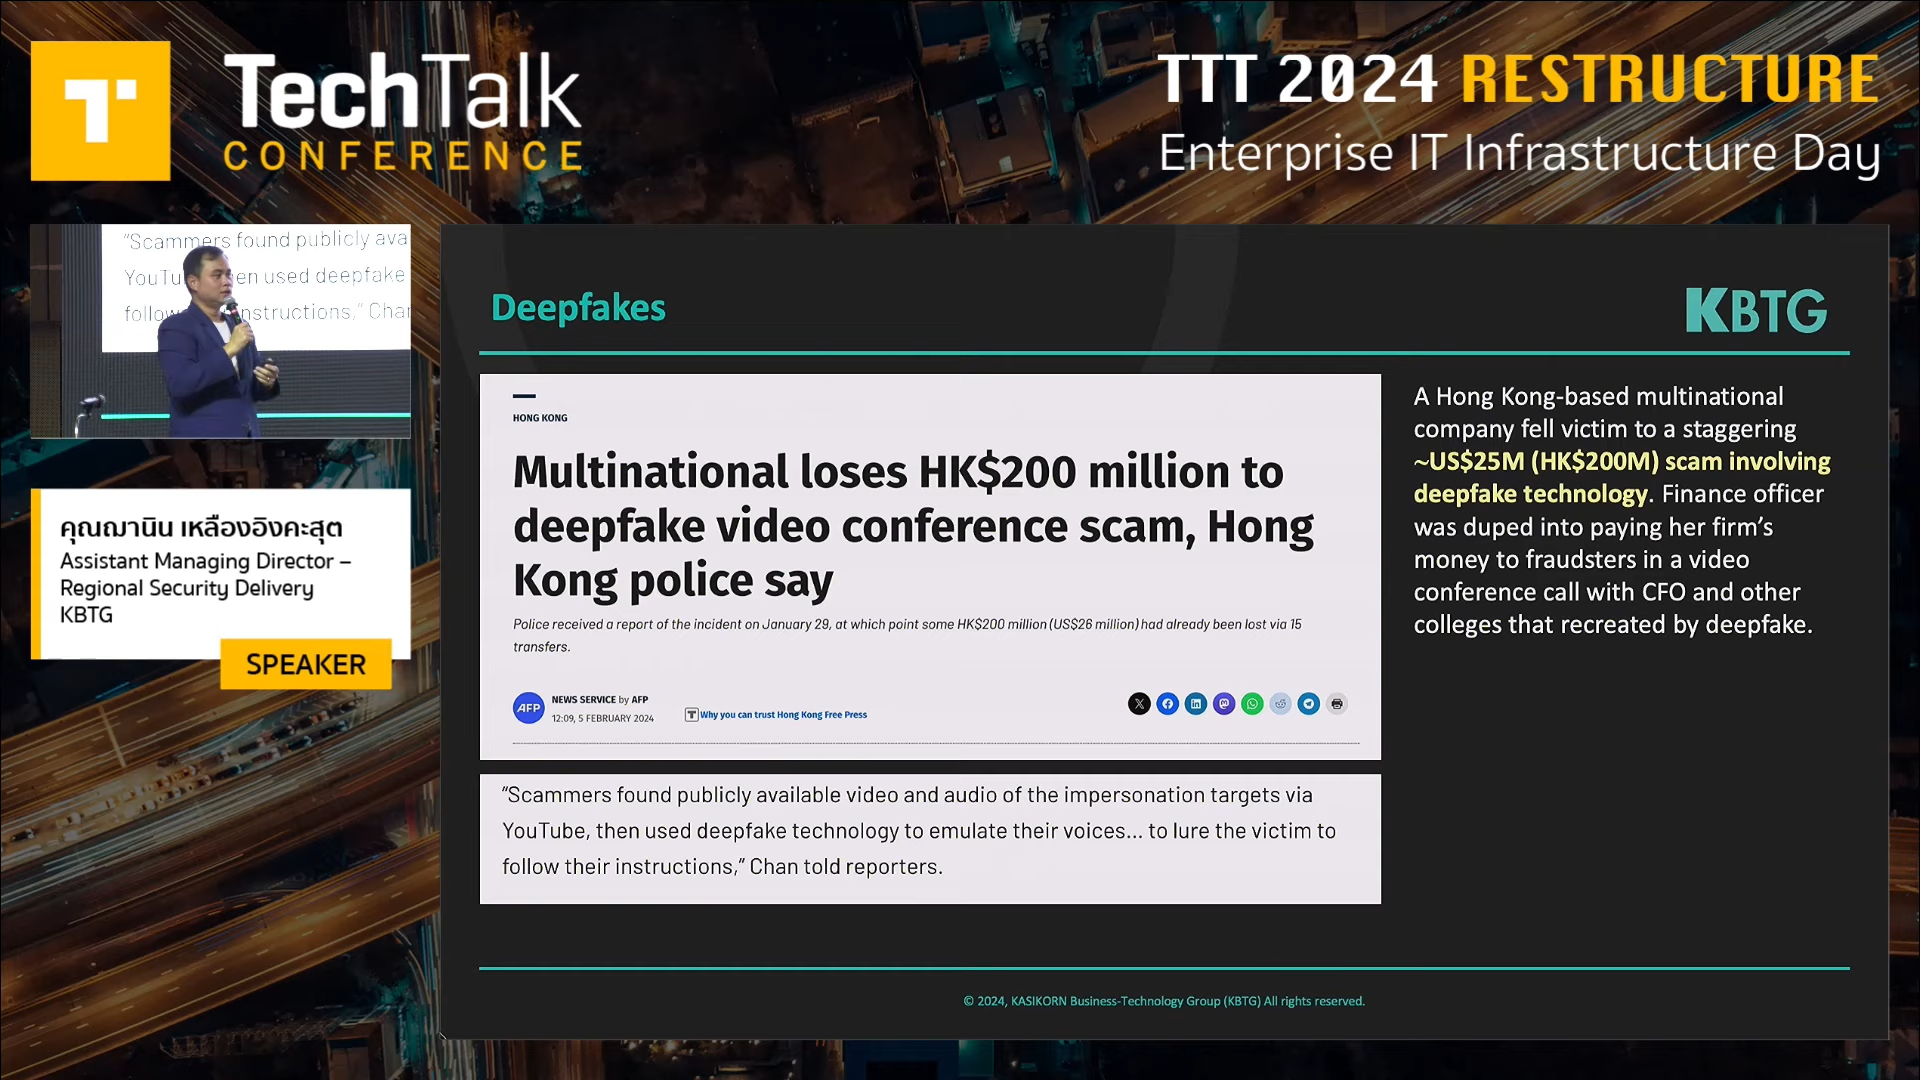 TechTalk
CONFERENCE
TTT 2024 RESTRUCTURE
Enterprise IT Infrastructure Day
"Scammers found publicly ava
YouTu en used deepfake
follow nstructions," Char
คุณฌานิน เหลืองอิงคะสุต
Assistant Managing Director –
Regional Security Delivery
KBTG
SPEAKER
Deepfakes
KBTG
HONG KONG
Multinational loses HK$200 million to
deepfake video conference scam, Hong
Kong police say
Police received a report of the incident on January 29, at which point some HK$200 million (US$26 million) had already been lost via 15
transfers.
AFP
NEWS SERVICE by AFP
12:09, 5 FEBRUARY 2024
Why you can trust Hong Kong Free Press
"Scammers found publicly available video and audio of the impersonation targets via
YouTube, then used deepfake technology to emulate their voices... to lure the victim to
follow their instructions," Chan told reporters.
A Hong Kong-based multinational
company fell victim to a staggering
~US$25M (HK$200M) scam involving
deepfake technology. Finance officer
was duped into paying her firm's
money to fraudsters in a video
conference call with CFO and other
colleges that recreated by deepfake.
© 2024, KASIKORN Business-Technology Group (KBTG) All rights reserved.